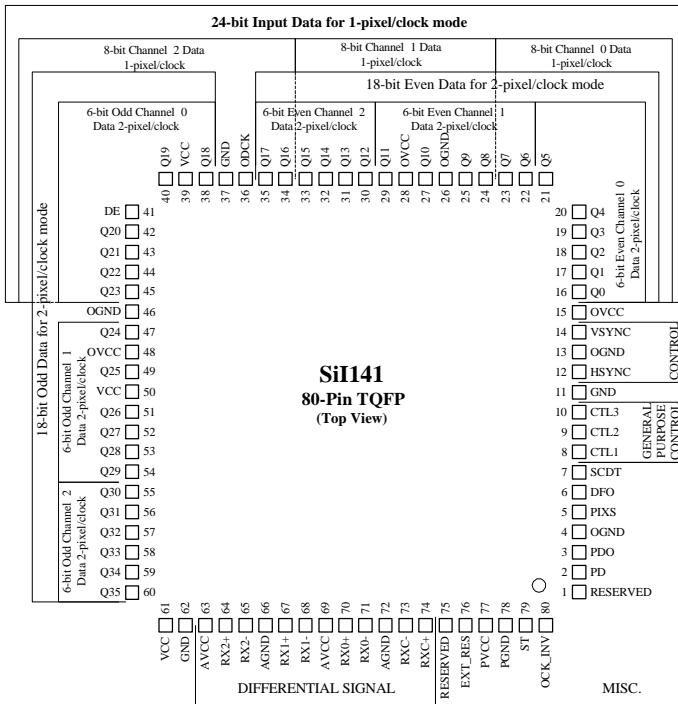 24-bit Input Data for 1-pixel/clock mode
8-bit Channel 2 Data
1-pixel/clock
8-bit Channel 1 Data
1-pixel/clock
8-bit Channel 0 Data
1-pixel/clock
18-bit Even Data for 2-pixel/clock mode
6-bit Odd Channel 0
Data 2-pixel/clock
6-bit Even Channel 2
Data 2-pixel/clock
6-bit Even Channel 1
Data 2-pixel/clock
Q19
VCC
Q18
GND
ODCK
Q17
Q16
Q15
Q14
Q13
Q12
Q11
OVCC
Q10
OGND
Q9
Q8
Q7
Q6
Q5
40
39
38
37
36
35
34
33
32
31
30
29
28
27
26
25
24
23
22
21
DE 41
Q20 42
Q21 43
Q22 44
Q23 45
OGND 46
Q24 47
OVCC 48
Q25 49
VCC 50
Q26 51
Q27 52
Q28 53
Q29 54
Q30 55
Q31 56
Q32 57
Q33 58
Q34 59
Q35 60
18-bit Odd Data for 2-pixel/clock mode
6-bit Odd Channel 1
Data 2-pixel/clock
6-bit Odd Channel 2
Data 2-pixel/clock
SiI141
80-Pin TQFP
(Top View)
20 Q4
19 Q3
18 Q2
17 Q1
16 Q0
15 OVCC
14 VSYNC
13 OGND
12 HSYNC
11 GND
10 CTL3
9 CTL2
8 CTL1
7 SCDT
6 DFO
5 PIXS
4 OGND
3 PDO
2 PD
1 RESERVED
6-bit Even Channel 0
Data 2-pixel/clock
CONTROL
GENERAL
PURPOSE
CONTROL
61
62
63
64
65
66
67
68
69
70
71
72
73
74
75
76
77
78
79
80
VCC
GND
AVCC
RX2+
RX2-
AGND
RX1+
RX1-
AVCC
RX0+
RX0-
AGND
RXC-
RXC+
RESERVED
EXT_RES
PVCC
PGND
ST
OCK_INV
DIFFERENTIAL SIGNAL
MISC.